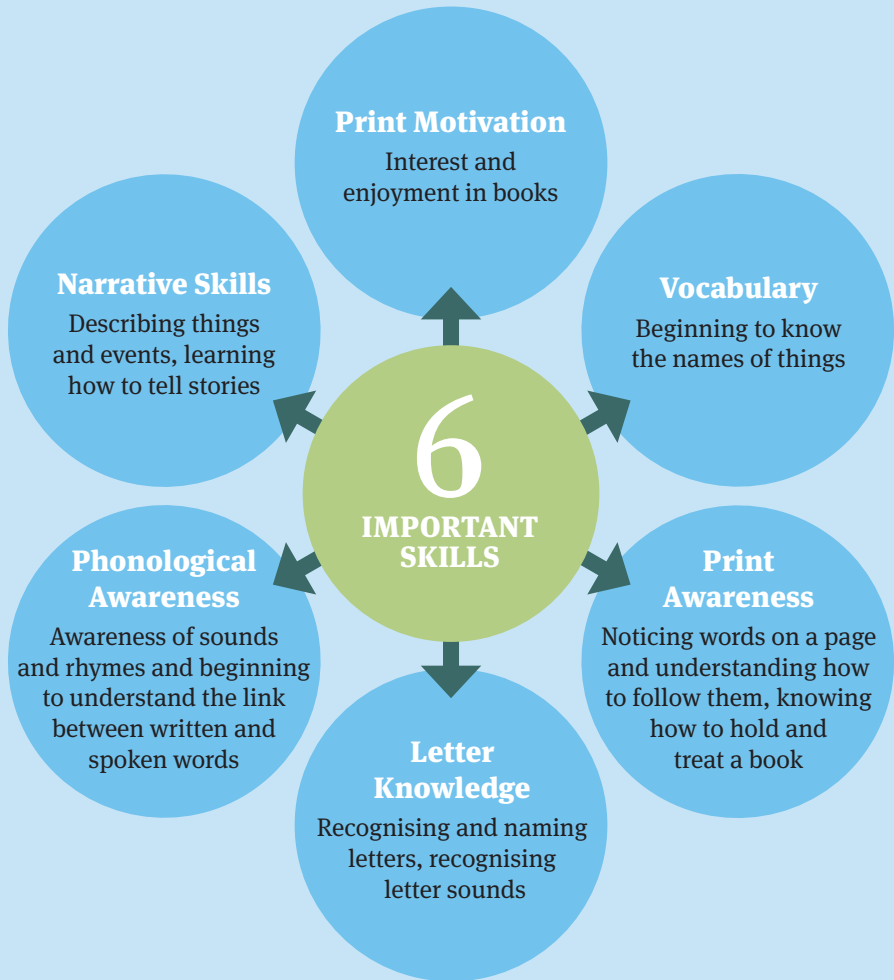 Print Motivation
Interest and
enjoyment in books
Narrative Skills
Describing things
and events, learning
how to tell stories
Vocabulary
Beginning to know
the names of things
6
IMPORTANT
SKILLS
Phonological
Awareness
Awareness of sounds
and rhymes and beginning
to understand the link
between written and
spoken words
Print
Awareness
Noticing words on a page
and understanding how
to follow them, knowing
how to hold and
treat a book
Letter
Knowledge
Recognising and naming
letters, recognising
letter sounds